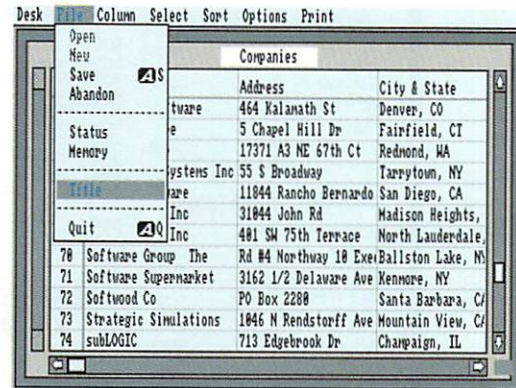 Desk File Column Select Sort Options Print
Open
New
Save S
Abandon
Status
Memory
Title
Quit Q
Companies
Address City & State
tware 464 Kalamath St Denver, CO
e 5 Chapel Hill Dr Fairfield, CT
17371 A3 NE 67th Ct Redmond, WA
ystems Inc 55 S Broadway Tarrytown, NY
are 11844 Rancho Bernardo San Diego, CA
Inc 31044 John Rd Madison Heights,
Inc 401 SW 75th Terrace North Lauderdale,
70 Software Group The Rd #4 Northway 10 Exe Ballston Lake, NY
71 Software Supermarket 3162 1/2 Delaware Ave Kenmore, NY
72 Softwood Co PO Box 2280 Santa Barbara, CA
73 Strategic Simulations 1046 N Rendstorff Ave Mountain View, CA
74 subLOGIC 713 Edgebrook Dr Champaign, IL